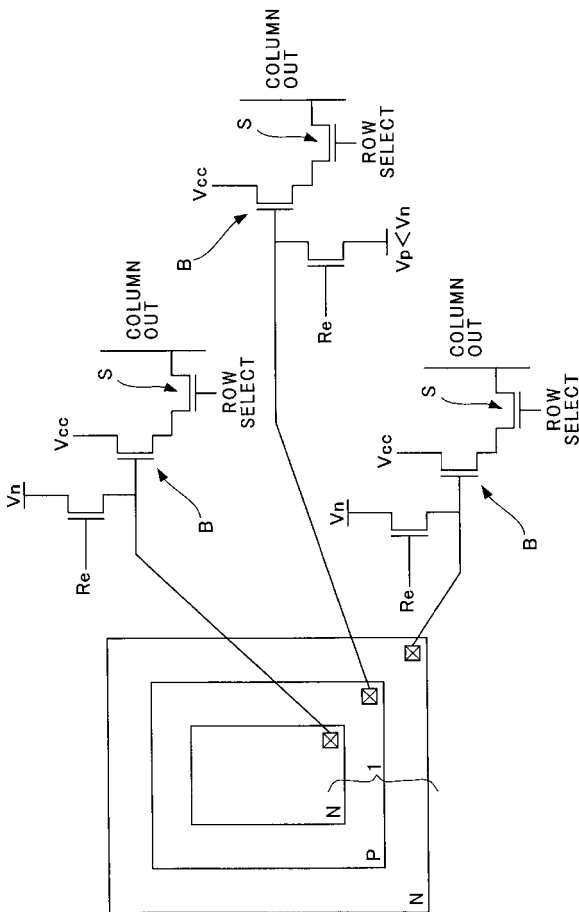 COLUMN
OUT
S
ROW
SELECT
Vcc
B
Vn
Re
COLUMN
OUT
S
ROW
SELECT
Vcc
B
Re
Vp<Vn
COLUMN
OUT
S
ROW
SELECT
Vcc
B
Vn
Re
N
P
N
1